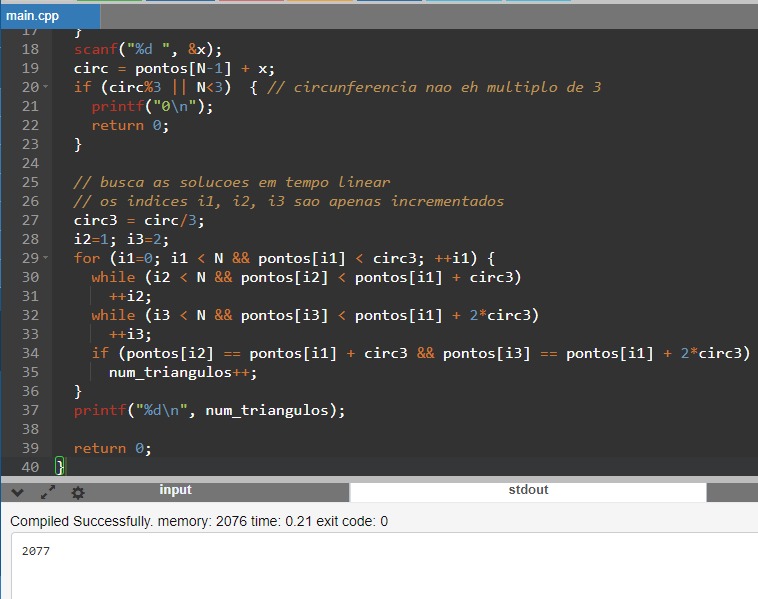 main.cpp
17 }
18 scanf("%d ", &x);
19 circ = pontos[N-1] + x;
20 if (circ%3 || N<3) { // circunferencia nao eh multiplo de 3
21 printf("0\n");
22 return 0;
23 }
24
25 // busca as solucoes em tempo linear
26 // os indices i1, i2, i3 sao apenas incrementados
27 circ3 = circ/3;
28 i2=1; i3=2;
29 for (i1=0; i1 < N && pontos[i1] < circ3; ++i1) {
30 while (i2 < N && pontos[i2] < pontos[i1] + circ3)
31 ++i2;
32 while (i3 < N && pontos[i3] < pontos[i1] + 2*circ3)
33 ++i3;
34 if (pontos[i2] == pontos[i1] + circ3 && pontos[i3] == pontos[i1] + 2*circ3)
35 num_triangulos++;
36 }
37 printf("%d\n", num_triangulos);
38
39 return 0;
40 }
input stdout
Compiled Successfully. memory: 2076 time: 0.21 exit code: 0
2077